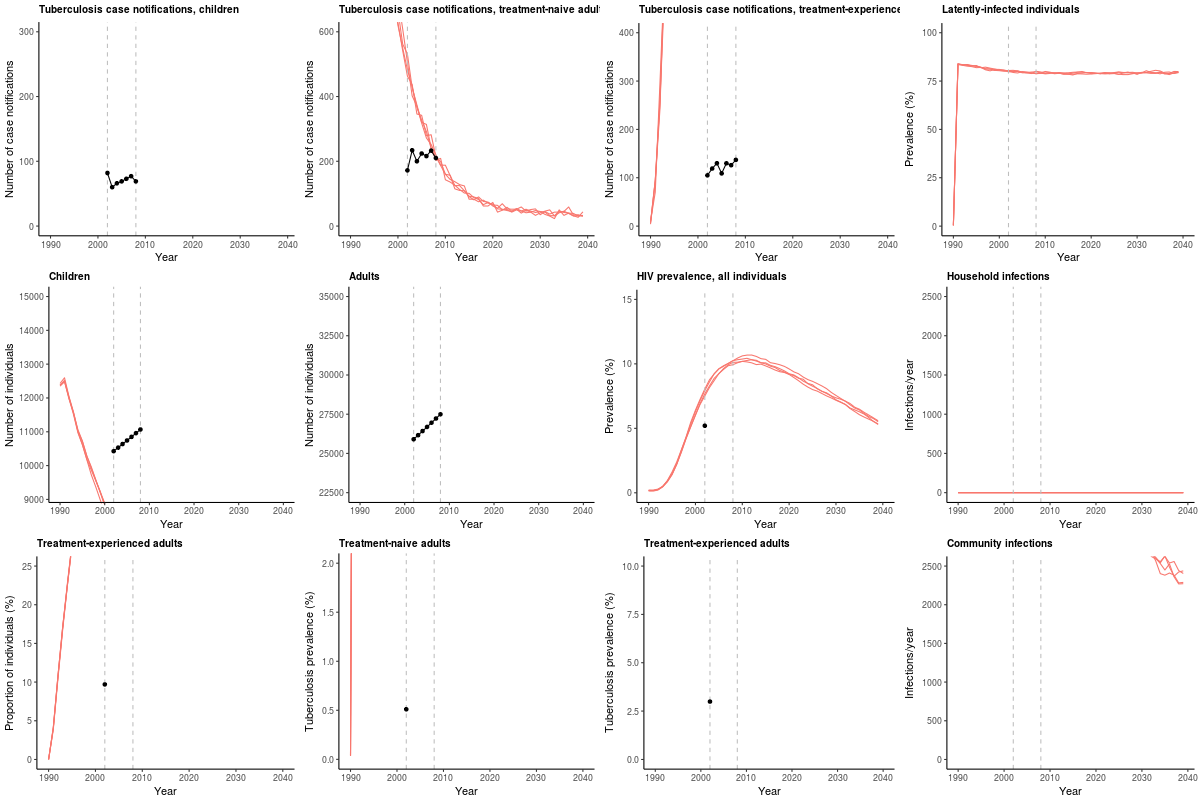 Tuberculosis case notifications, children
Number of case notifications
300
200
100
0
1990 2000 2010 2020 2030 2040
Year
Tuberculosis case notifications, treatment-naive adul
Number of case notifications
600
400
200
0
1990 2000 2010 2020 2030 2040
Year
Tuberculosis case notifications, treatment-experience
Number of case notifications
400
300
200
100
0
1990 2000 2010 2020 2030 2040
Year
Latently-infected individuals
Prevalence (%)
100
75
50
25
0
1990 2000 2010 2020 2030 2040
Year
Children
Number of individuals
15000
14000
13000
12000
11000
10000
9000
1990 2000 2010 2020 2030 2040
Year
Adults
Number of individuals
35000
32500
30000
27500
25000
22500
1990 2000 2010 2020 2030 2040
Year
HIV prevalence, all individuals
Prevalence (%)
15
10
5
0
1990 2000 2010 2020 2030 2040
Year
Household infections
Infections/year
2500
2000
1500
1000
500
0
1990 2000 2010 2020 2030 2040
Year
Treatment-experienced adults
Proportion of individuals (%)
25
20
15
10
5
0
1990 2000 2010 2020 2030 2040
Year
Treatment-naive adults
Tuberculosis prevalence (%)
2.0
1.5
1.0
0.5
0.0
1990 2000 2010 2020 2030 2040
Year
Treatment-experienced adults
Tuberculosis prevalence (%)
10.0
7.5
5.0
2.5
0.0
1990 2000 2010 2020 2030 2040
Year
Community infections
Infections/year
2500
2000
1500
1000
500
0
1990 2000 2010 2020 2030 2040
Year